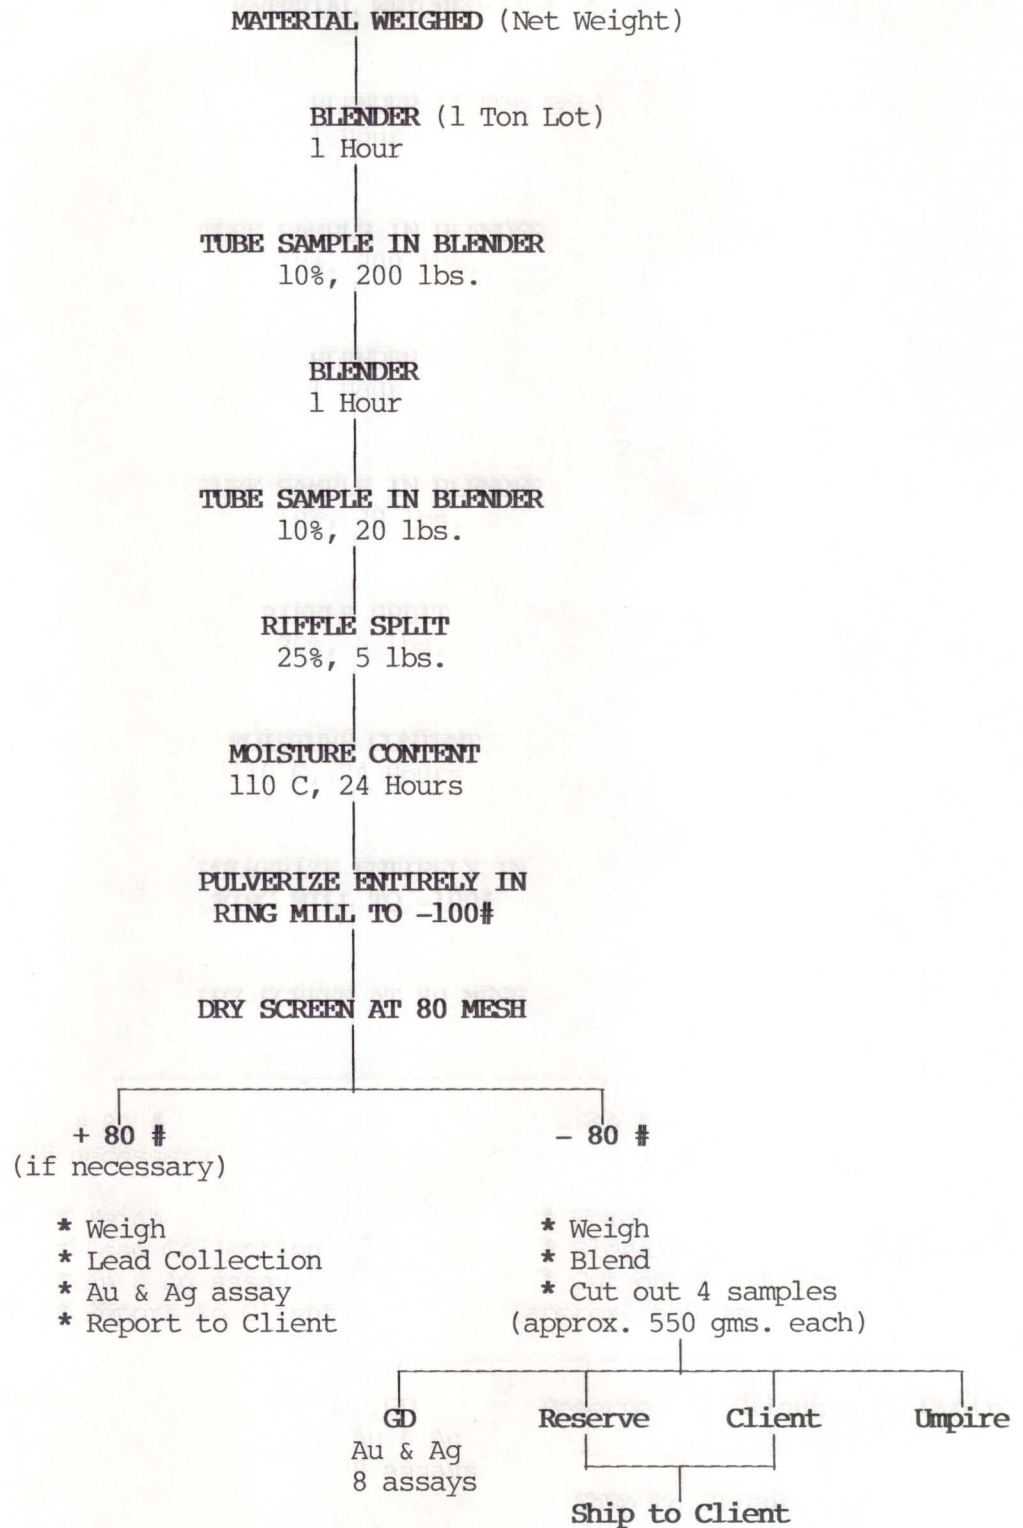 MATERIAL WEIGHED (Net Weight)
BLENDER (1 Ton Lot)
1 Hour
TUBE SAMPLE IN BLENDER
10%, 200 lbs.
BLENDER
1 Hour
TUBE SAMPLE IN BLENDER
10%, 20 lbs.
RIFFLE SPLIT
25%, 5 lbs.
MOISTURE CONTENT
110 C, 24 Hours
PULVERIZE ENTIRELY IN
RING MILL TO -100#
DRY SCREEN AT 80 MESH
+ 80 #
(if necessary)
* Weigh
* Lead Collection
* Au & Ag assay
* Report to Client
- 80 #
* Weigh
* Blend
* Cut out 4 samples
(approx. 550 gms. each)
GD
Au & Ag
8 assays
Reserve
Client
Umpire
Ship to Client